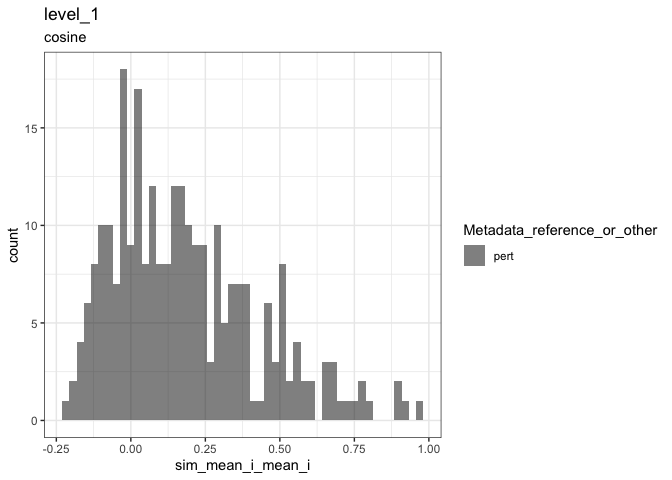 level_1
cosine
15
10
5
0
count
-0.25
0.00
0.25
0.50
0.75
1.00
sim_mean_i_mean_i
Metadata_reference_or_other
pert